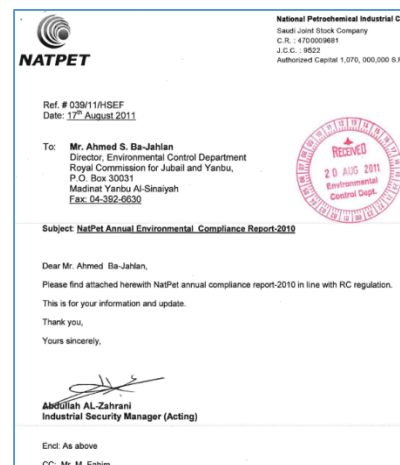 NATPET
National Petrochemical Industrial C
Saudi Joint Stock Company
C.R. : 4700009681
J.C.C. : 9522
Authorized Capital 1,070, 000,000 S.R
Ref. # 039/11/HSEF
Date: 17th August 2011
To: Mr. Ahmed S. Ba-Jahlan
Director, Environmental Control Department
Royal Commission for Jubail and Yanbu,
P.O. Box 30031
Madinat Yanbu Al-Sinaiyah
Fax: 04-392-6630
RECEIVED
20 AUG 2011
Environmental
Control Dept.
Subject: NatPet Annual Environmental Compliance Report-2010
Dear Mr. Ahmed Ba-Jahlan,
Please find attached herewith NatPet annual compliance report-2010 in line with RC regulation.
This is for your information and update.
Thank you,
Yours sincerely,
Abdullah AL-Zahrani
Industrial Security Manager (Acting)
Encl: As above
CC: Mr. M. Fahim